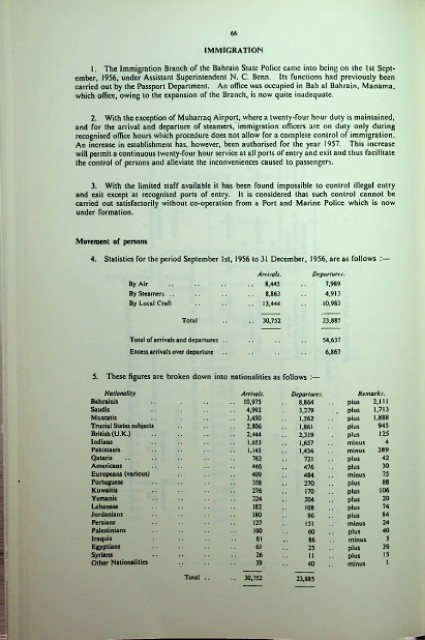 66
IMMIGRATION
1. The Immigration Branch of the Bahrain State Police came into being on the 1st Sept-
ember, 1956, under Assistant Superintendent N. C. Benn. Its functions had previously been
carried out by the Passport Department. An office was occupied in Bab al Bahrain, Manama,
which office, owing to the expansion of the Branch, is now quite inadequate.
2. With the exception of Muharraq Airport, where a twenty-four hour duty is maintained,
and for the arrival and departure of steamers, immigration officers are on duty only during
recognised office hours which procedure does not allow for a complete control of immigration.
An increase in establishment has, however, been authorised for the year 1957. This increase
will permit a continuous twenty-four hour service at all ports of entry and exit and thus facilitate
the control of persons and alleviate the inconveniences caused to passengers.
3. With the limited staff available it has been found impossible to control illegal entry
and exit except at recognised ports of entry. It is considered that such control cannot be
carried out satisfactorily without co-operation from a Port and Marine Police which is now
under formation.
Movement of persons
4. Statistics for the period September 1st, 1956 to 31 December, 1956, are as follows :—
Arrivals. Departures.
By Air .. .. .. .. 8,445 .. 7,989
By Steamers .. .. .. .. 8,863 .. 4,913
By Local Craft .. .. .. 13,444 .. 10,983
Total .. .. 30,752 23,885
Total of arrivals and departures .. .. .. .. 54,637
Excess arrivals over departure .. .. .. .. 6,867
5. These figures are broken down into nationalities as follows :—
Nationality Arrivals. Departures. Remarks.
Bahrainis .. .. .. .. 10,975 .. 8,864 .. plus 2,111
Saudis .. .. .. .. 4,992 .. 3,279 .. plus 1,713
Muscatis .. .. .. .. 3,450 .. 1,562 .. plus 1,888
Trucial States subjects .. .. .. 2,806 .. 1,861 .. plus 945
British (U.K.) .. .. .. .. 2,444 .. 2,319 .. plus 125
Indians .. .. .. .. 1,653 .. 1,657 .. minus 4
Pakistanis .. .. .. .. 1,145 .. 1,434 .. minus 289
Qataris .. .. .. .. 763 .. 721 .. plus 42
Americans .. .. .. .. .. 476 .. plus 30
Europeans (various) .. .. .. 409 .. 484 .. minus 75
Portuguese .. .. .. .. 358 .. 270 .. plus 88
Kuwaitis .. .. .. .. 276 .. 170 .. plus 106
Yemenis .. .. .. .. 224 .. 204 .. plus 20
Lebanese .. .. .. .. 182 .. 108 .. plus 74
Jordanians .. .. .. .. 180 .. 96 .. plus 84
Persians .. .. .. .. 127 .. 151 .. minus 24
Palestinians .. .. .. .. 100 .. 60 .. plus 40
Iraquis .. .. .. .. 81 .. 86 .. minus 5
Egyptians .. .. .. .. 61 .. 25 .. plus 36
Syrians .. .. .. .. 26 .. 11 .. plus 15
Other Nationalities .. .. .. 39 .. 40 .. minus 1
Total .. .. 30,752 23,885